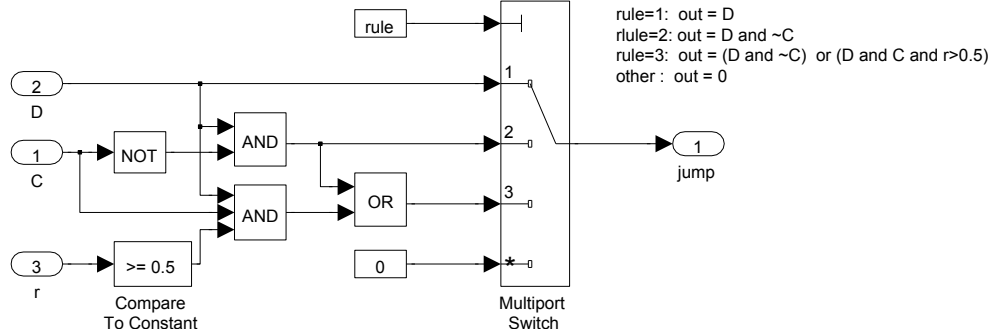 rule
rule=1: out = D
rlule=2: out = D and ~C
rule=3: out = (D and ~C) or (D and C and r>0.5)
other : out = 0
2
D
1
C
NOT
AND
AND
OR
3
r
>= 0.5
Compare
To Constant
0
1
2
3
*
Multiport
Switch
1
jump